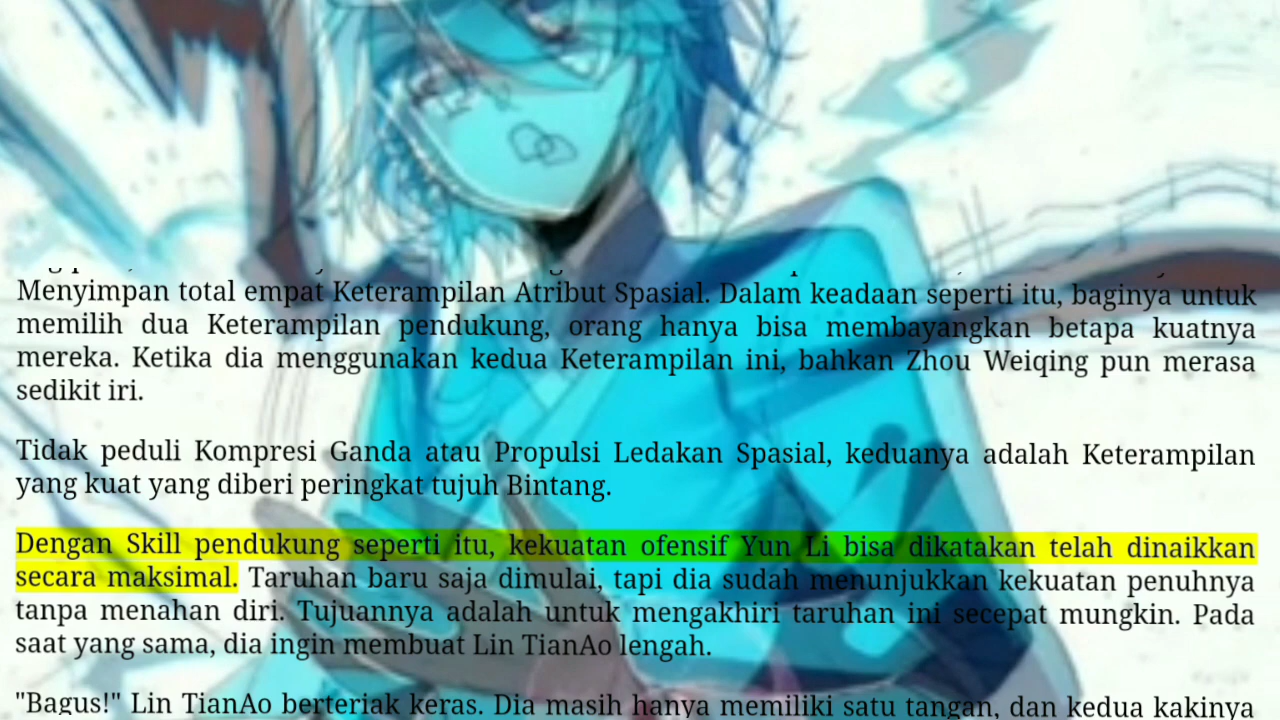 Menyimpan total empat Keterampilan Atribut Spasial. Dalam keadaan seperti itu, baginya untuk
memilih dua Keterampilan pendukung, orang hanya bisa membayangkan betapa kuatnya
mereka. Ketika dia menggunakan kedua Keterampilan ini, bahkan Zhou Weiqing pun merasa
sedikit iri.
Tidak peduli Kompresi Ganda atau Propulsi Ledakan Spasial, keduanya adalah Keterampilan
yang kuat yang diberi peringkat tujuh Bintang.
Dengan Skill pendukung seperti itu, kekuatan ofensif Yun Li bisa dikatakan telah dinaikkan
secara maksimal. Taruhan baru saja dimulai, tapi dia sudah menunjukkan kekuatan penuhnya
tanpa menahan diri. Tujuannya adalah untuk mengakhiri taruhan ini secepat mungkin. Pada
saat yang sama, dia ingin membuat Lin TianAo lengah.
"Bagus!" Lin TianAo berteriak keras. Dia masih hanya memiliki satu tangan, dan kedua kakinya